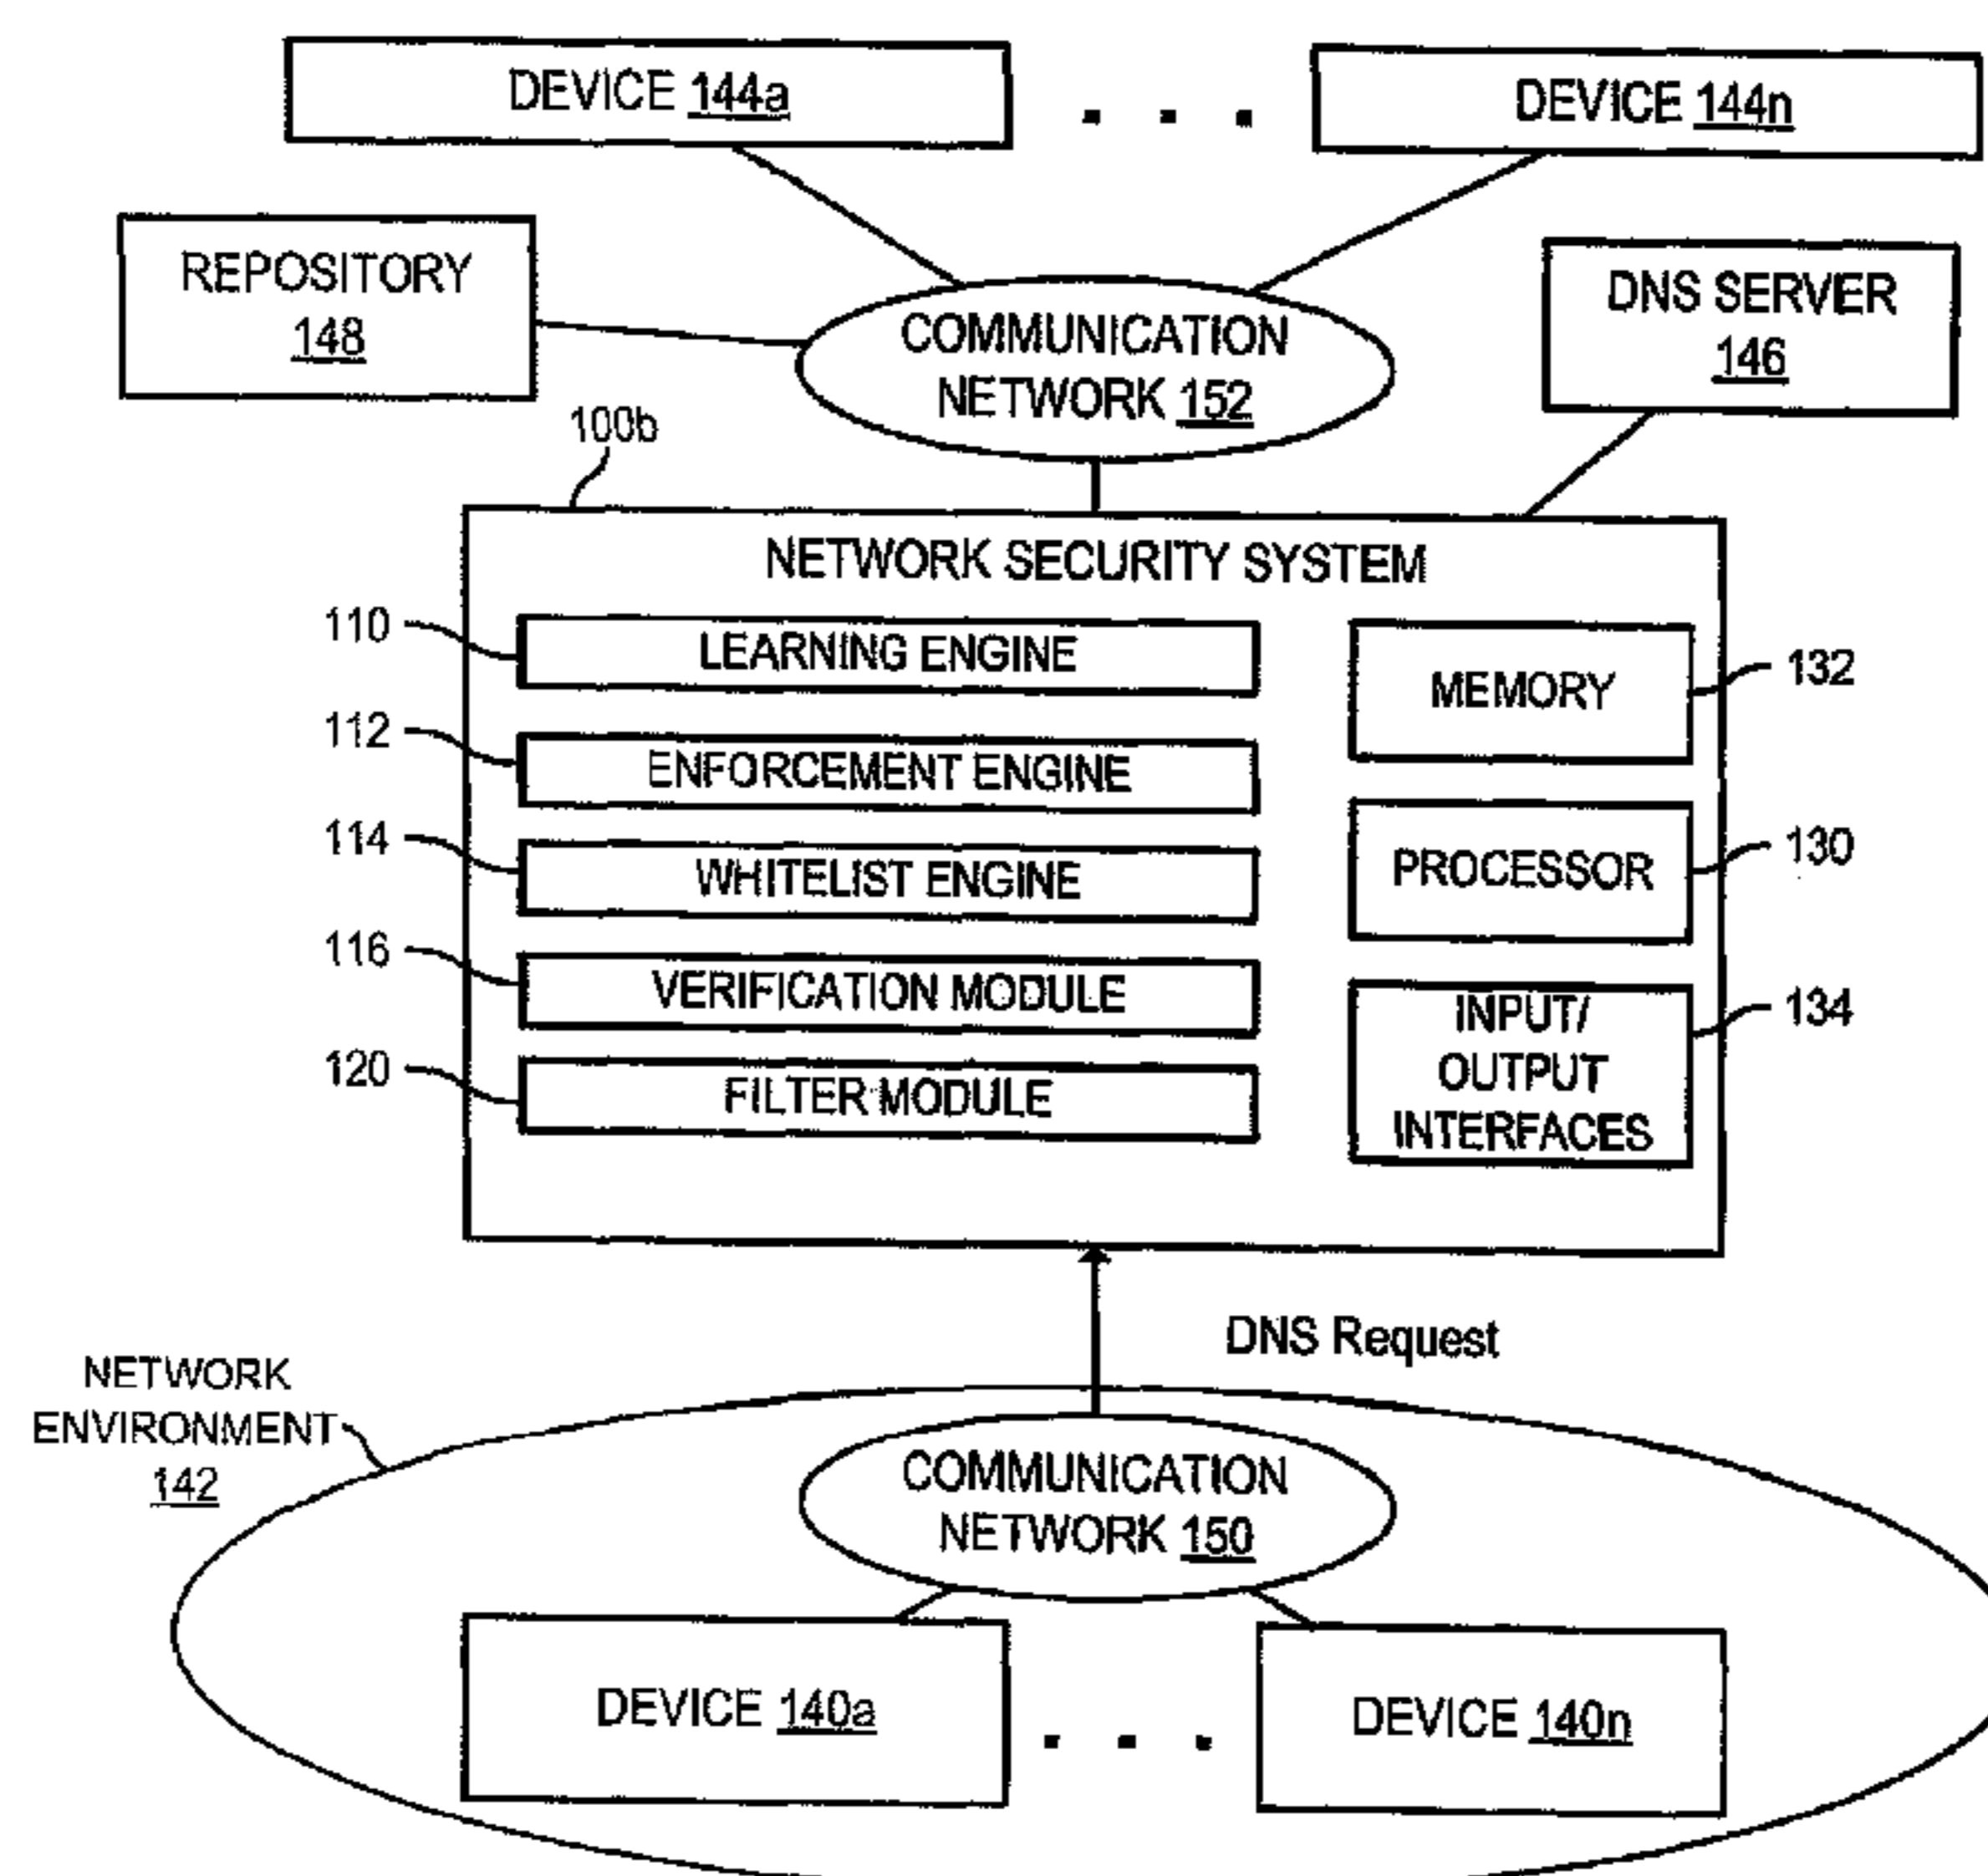 DEVICE 144a
DEVICE 144n
REPOSITORY
148
COMMUNICATION
NETWORK 152
DNS SERVER
146
100b
NETWORK SECURITY SYSTEM
110
LEARNING ENGINE
MEMORY
132
112
ENFORCEMENT ENGINE
114
WHITELIST ENGINE
PROCESSOR
130
116
VERIFICATION MODULE
INPUT/
OUTPUT
INTERFACES
134
120
FILTER MODULE
DNS Request
NETWORK
ENVIRONMENT
142
COMMUNICATION
NETWORK 150
DEVICE 140a
DEVICE 140n